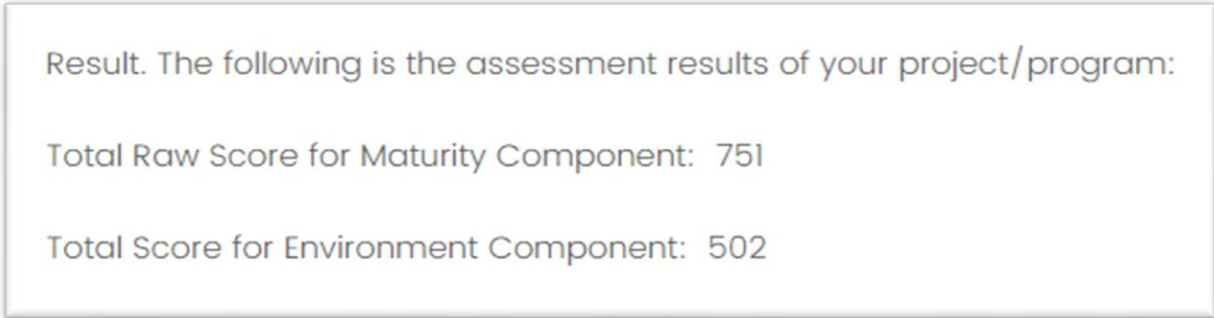 Result. The following is the assessment results of your project/program:
Total Raw Score for Maturity Component: 751
Total Score for Environment Component: 502